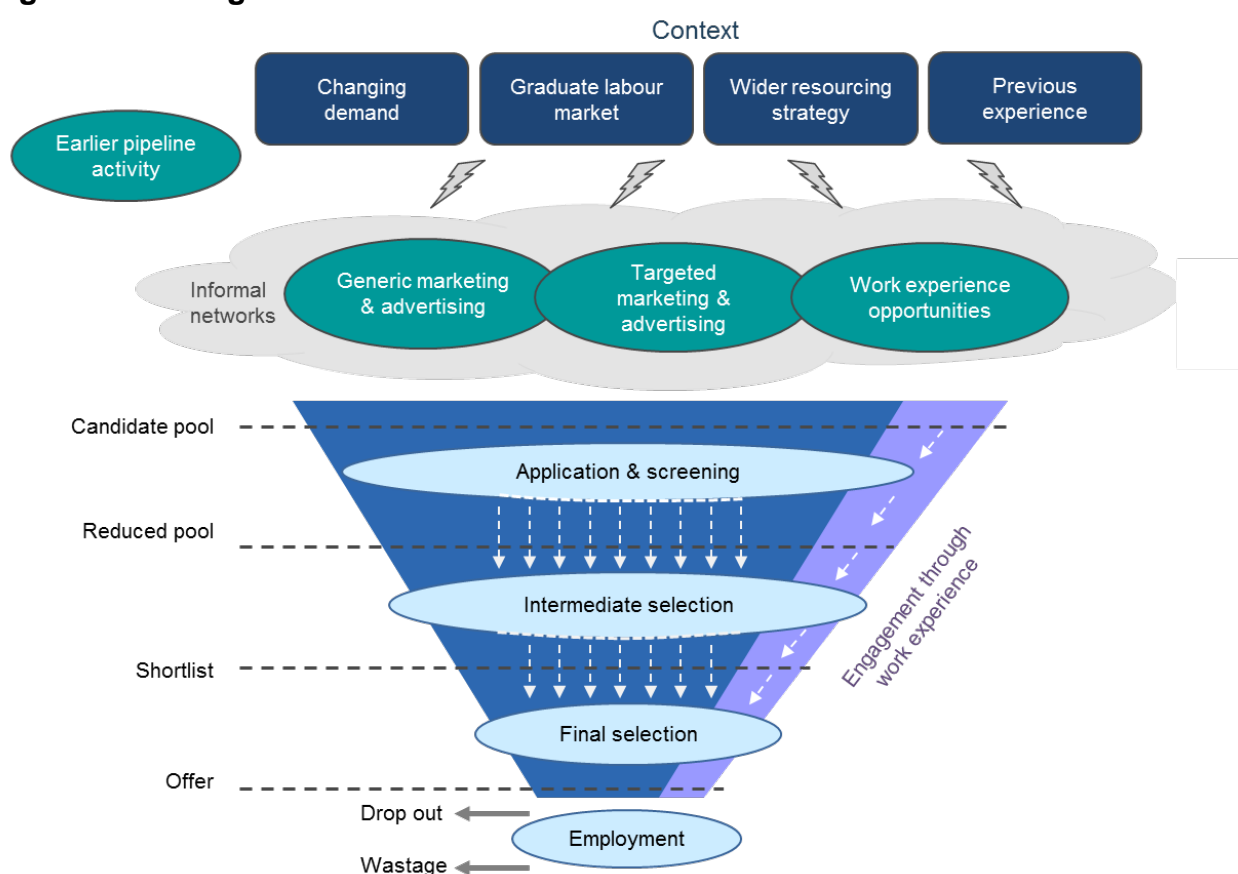 Context
Changing
demand
Graduate labour
market
Wider resourcing
strategy
Previous
experience
Earlier pipeline
activity
Informal
networks
Generic marketing
& advertising
Targeted
marketing &
advertising
Work experience
opportunities
Candidate pool
Application & screening
Reduced pool
Intermediate selection
Engagement through
work experience
Shortlist
Final selection
Offer
Drop out
Employment
Wastage